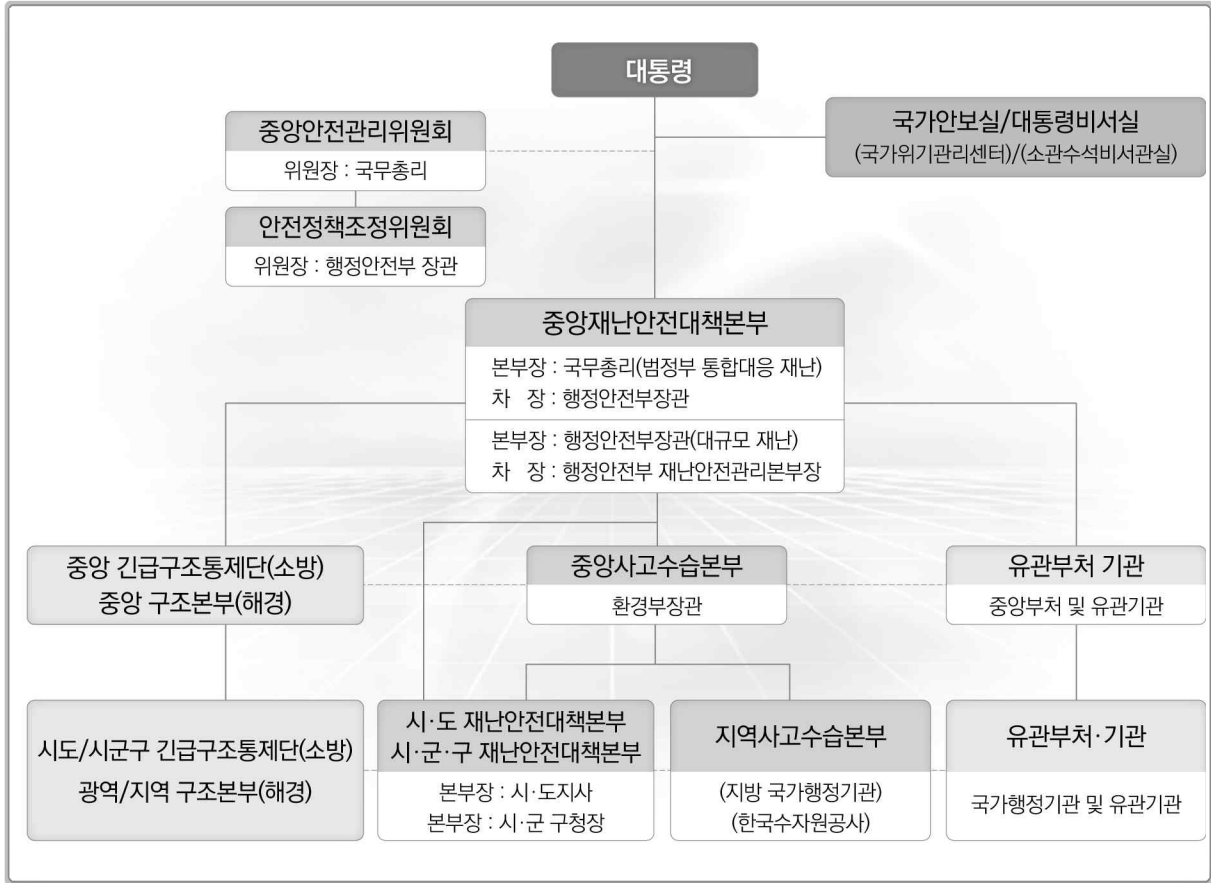 대통령
중앙안전관리위원회
위원장 : 국무총리
국가안보실/대통령비서실
(국가위기관리센터)/(소관수석비서관실)
안전정책조정위원회
위원장 : 행정안전부 장관
중앙재난안전대책본부
본부장 : 국무총리(범정부 통합대응 재난)
차 장 : 행정안전부장관
본부장 : 행정안전부장관(대규모 재난)
차 장 : 행정안전부 재난안전관리본부장
중앙 긴급구조통제단(소방)
중앙 구조본부(해경)
중앙사고수습본부
환경부장관
유관부처 기관
중앙부처 및 유관기관
시도/시군구 긴급구조통제단(소방)
광역/지역 구조본부(해경)
시·도 재난안전대책본부
시·군·구 재난안전대책본부
본부장 : 시·도지사
본부장 : 시·군 구청장
지역사고수습본부
(지방 국가행정기관)
(한국수자원공사)
유관부처·기관
국가행정기관 및 유관기관